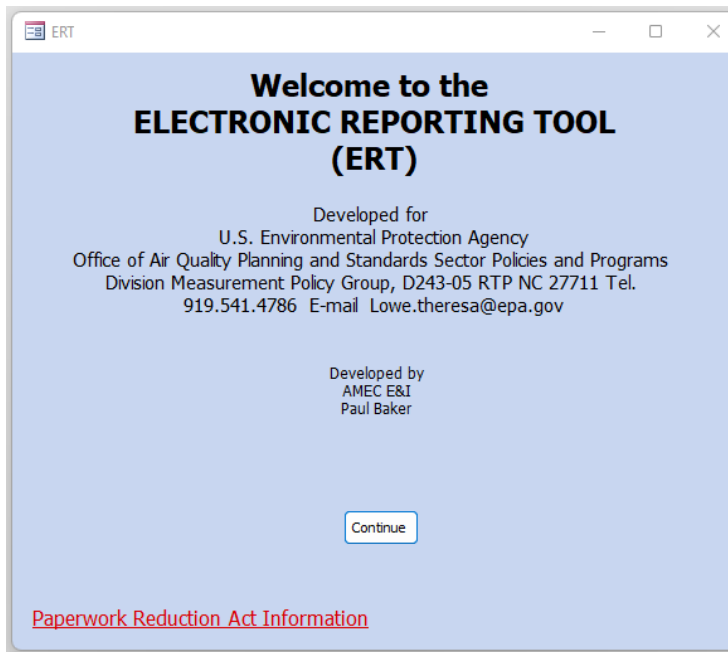 ERT
Welcome to the
ELECTRONIC REPORTING TOOL
(ERT)
Developed for
U.S. Environmental Protection Agency
Office of Air Quality Planning and Standards Sector Policies and Programs
Division Measurement Policy Group, D243-05 RTP NC 27711 Tel.
919.541.4786  E-mail  Lowe.theresa@epa.gov
Developed by
AMEC E&I
Paul Baker
Continue
Paperwork Reduction Act Information